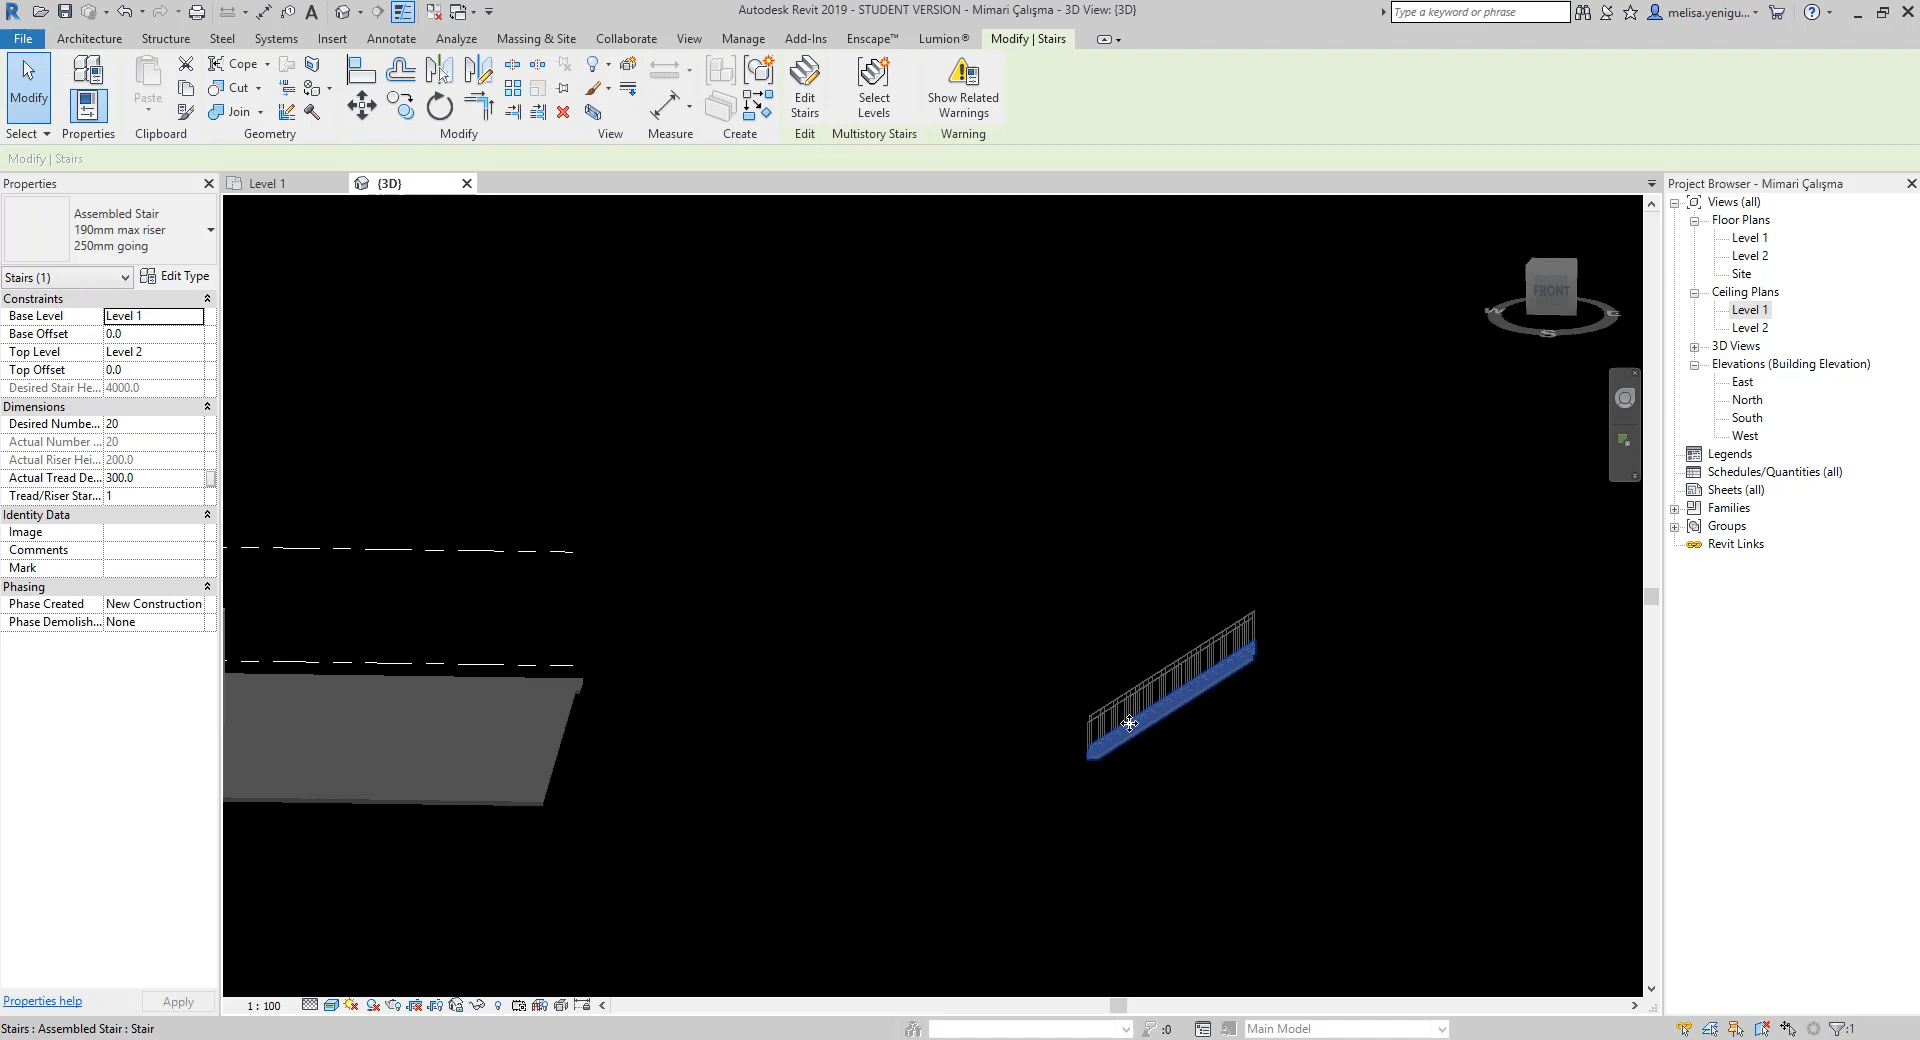 Autodesk Revit 2019 - STUDENT VERSION - Mimari Çalışma - 3D View: {3D}
Type a keyword or phrase
melisa.yenigu...
File Architecture Structure Steel Systems Insert Annotate Analyze Massing & Site Collaborate View Manage Add-Ins Enscape™ Lumion® Modify | Stairs
Modify
Paste
Cope
Cut
Join
Edit Stairs
Select Levels
Show Related Warnings
Select Properties Clipboard Geometry Modify View Measure Create Edit Multistory Stairs Warning
Modify | Stairs
Properties
Level 1
{3D}
Project Browser - Mimari Çalışma
Assembled Stair
190mm max riser
250mm going
Stairs (1)
Edit Type
Constraints
Base Level Level 1
Base Offset 0.0
Top Level Level 2
Top Offset 0.0
Desired Stair He... 4000.0
Dimensions
Desired Numbe... 20
Actual Number ... 20
Actual Riser Hei... 200.0
Actual Tread De... 300.0
Tread/Riser Star... 1
Identity Data
Image
Comments
Mark
Phasing
Phase Created New Construction
Phase Demolish... None
Properties help
Apply
FRONT
W
S
Views (all)
Floor Plans
Level 1
Level 2
Site
Ceiling Plans
Level 1
Level 2
3D Views
Elevations (Building Elevation)
East
North
South
West
Legends
Schedules/Quantities (all)
Sheets (all)
Families
Groups
Revit Links
1 : 100
Stairs : Assembled Stair : Stair
:0
Main Model
:1